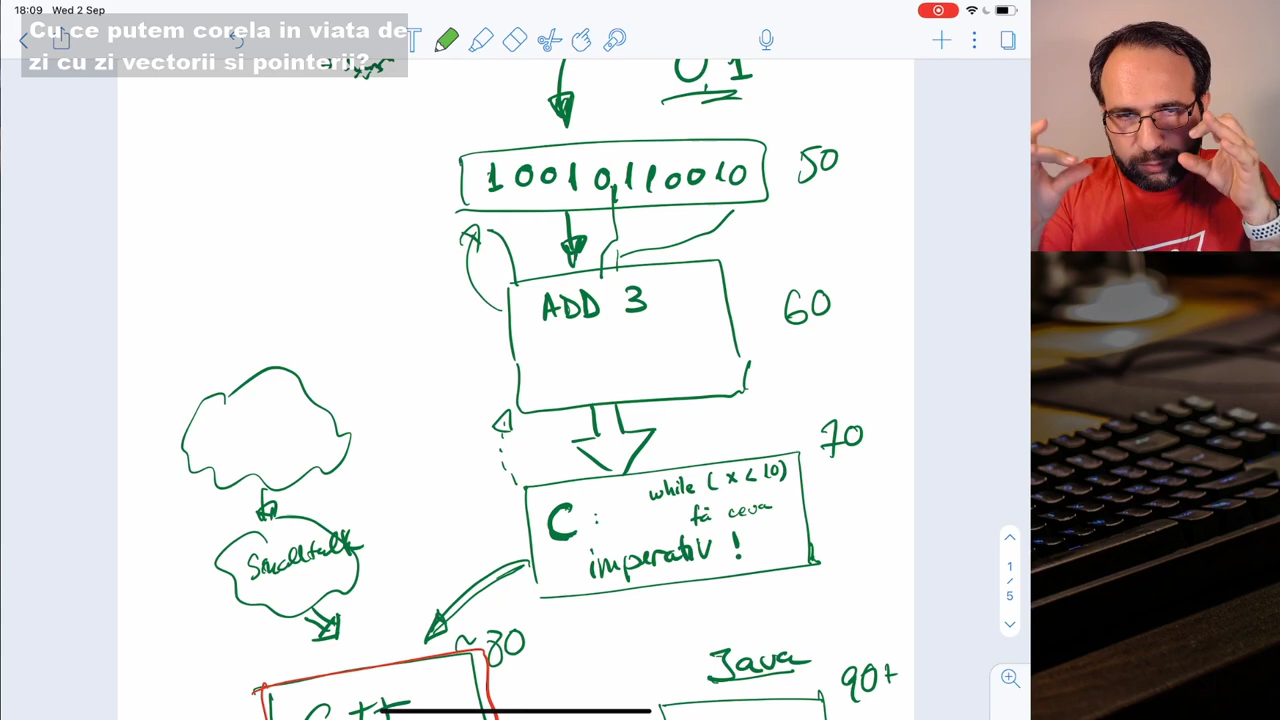 18:09 Wed 2 Sep
Cu ce putem corela in viata de
zi cu zi vectorii si pointerii?
0,1
10010110010
50
ADD 3
60
70
C : while (x < 10)
fă ceva
imperativ !
Smalltalk
~80
C++
Java
90+
1
/
5